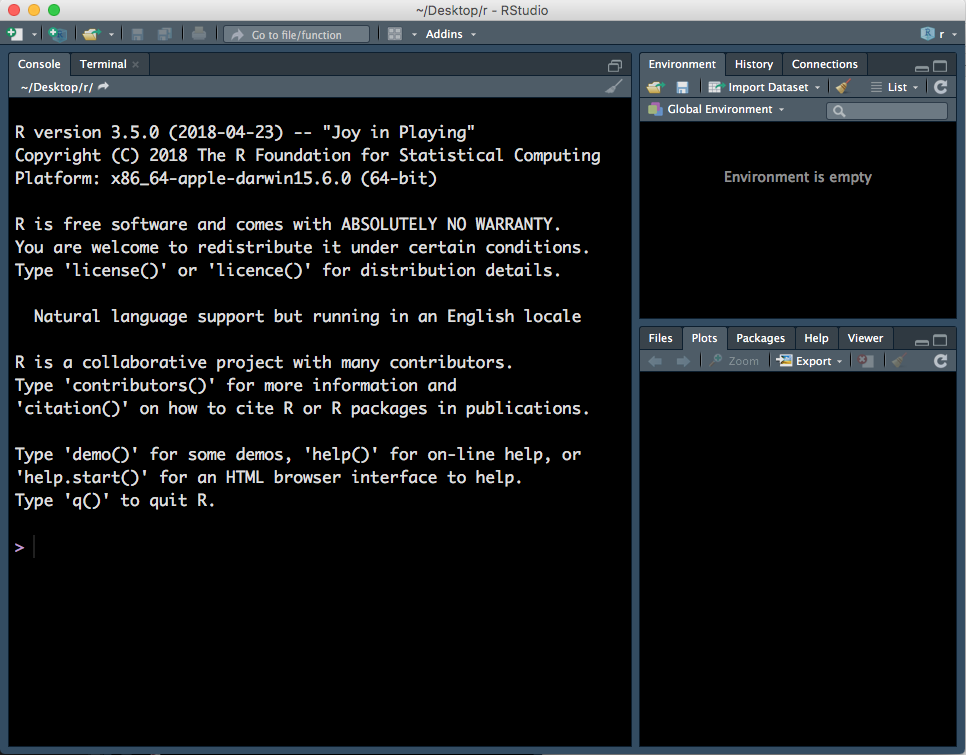 ~/Desktop/r - RStudio
Go to file/function
Addins
r
Console
Terminal
~/Desktop/r/
R version 3.5.0 (2018-04-23) -- "Joy in Playing"
Copyright (C) 2018 The R Foundation for Statistical Computing
Platform: x86_64-apple-darwin15.6.0 (64-bit)
R is free software and comes with ABSOLUTELY NO WARRANTY.
You are welcome to redistribute it under certain conditions.
Type 'license()' or 'licence()' for distribution details.
Natural language support but running in an English locale
R is a collaborative project with many contributors.
Type 'contributors()' for more information and
'citation()' on how to cite R or R packages in publications.
Type 'demo()' for some demos, 'help()' for on-line help, or
'help.start()' for an HTML browser interface to help.
Type 'q()' to quit R.
>
Environment History Connections
Import Dataset List
Global Environment
Environment is empty
Files Plots Packages Help Viewer
Zoom Export